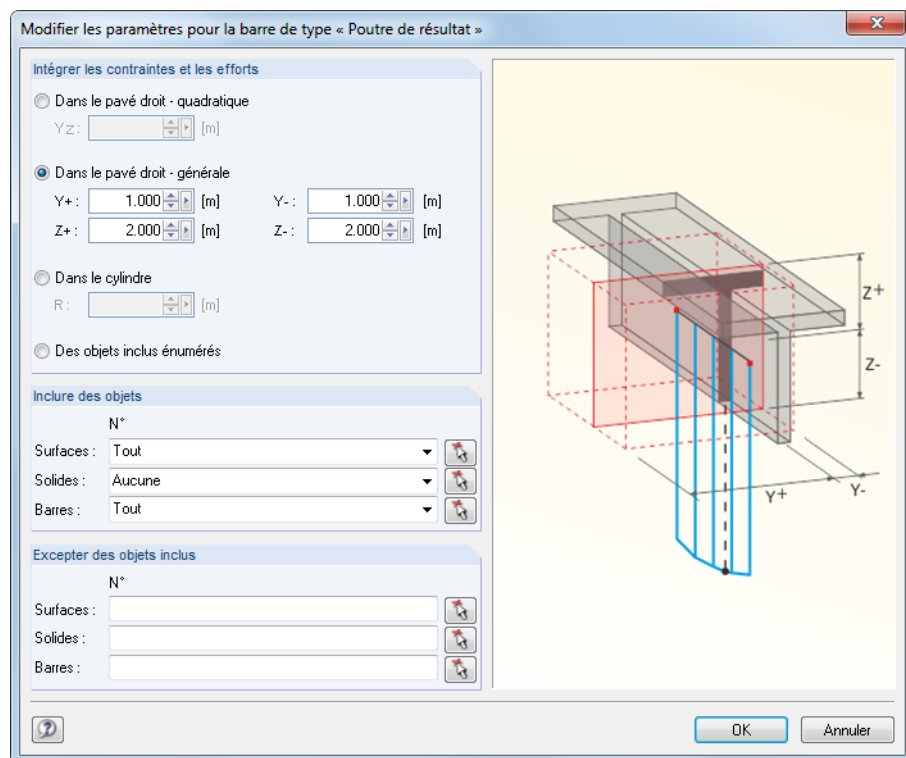 Modifier les paramètres pour la barre de type « Poutre de résultat »
Intégrer les contraintes et les efforts
Dans le pavé droit - quadratique
Yz: [m]
Dans le pavé droit - générale
Y+: 1.000 [m] Y-: 1.000 [m]
Z+: 2.000 [m] Z-: 2.000 [m]
Dans le cylindre
R: [m]
Des objets inclus énumérés
Inclure des objets
N°
Surfaces: Tout
Solides: Aucune
Barres: Tout
Excepter des objets inclus
N°
Surfaces:
Solides:
Barres:
Z+
Z-
Y+ Y-
OK Annuler